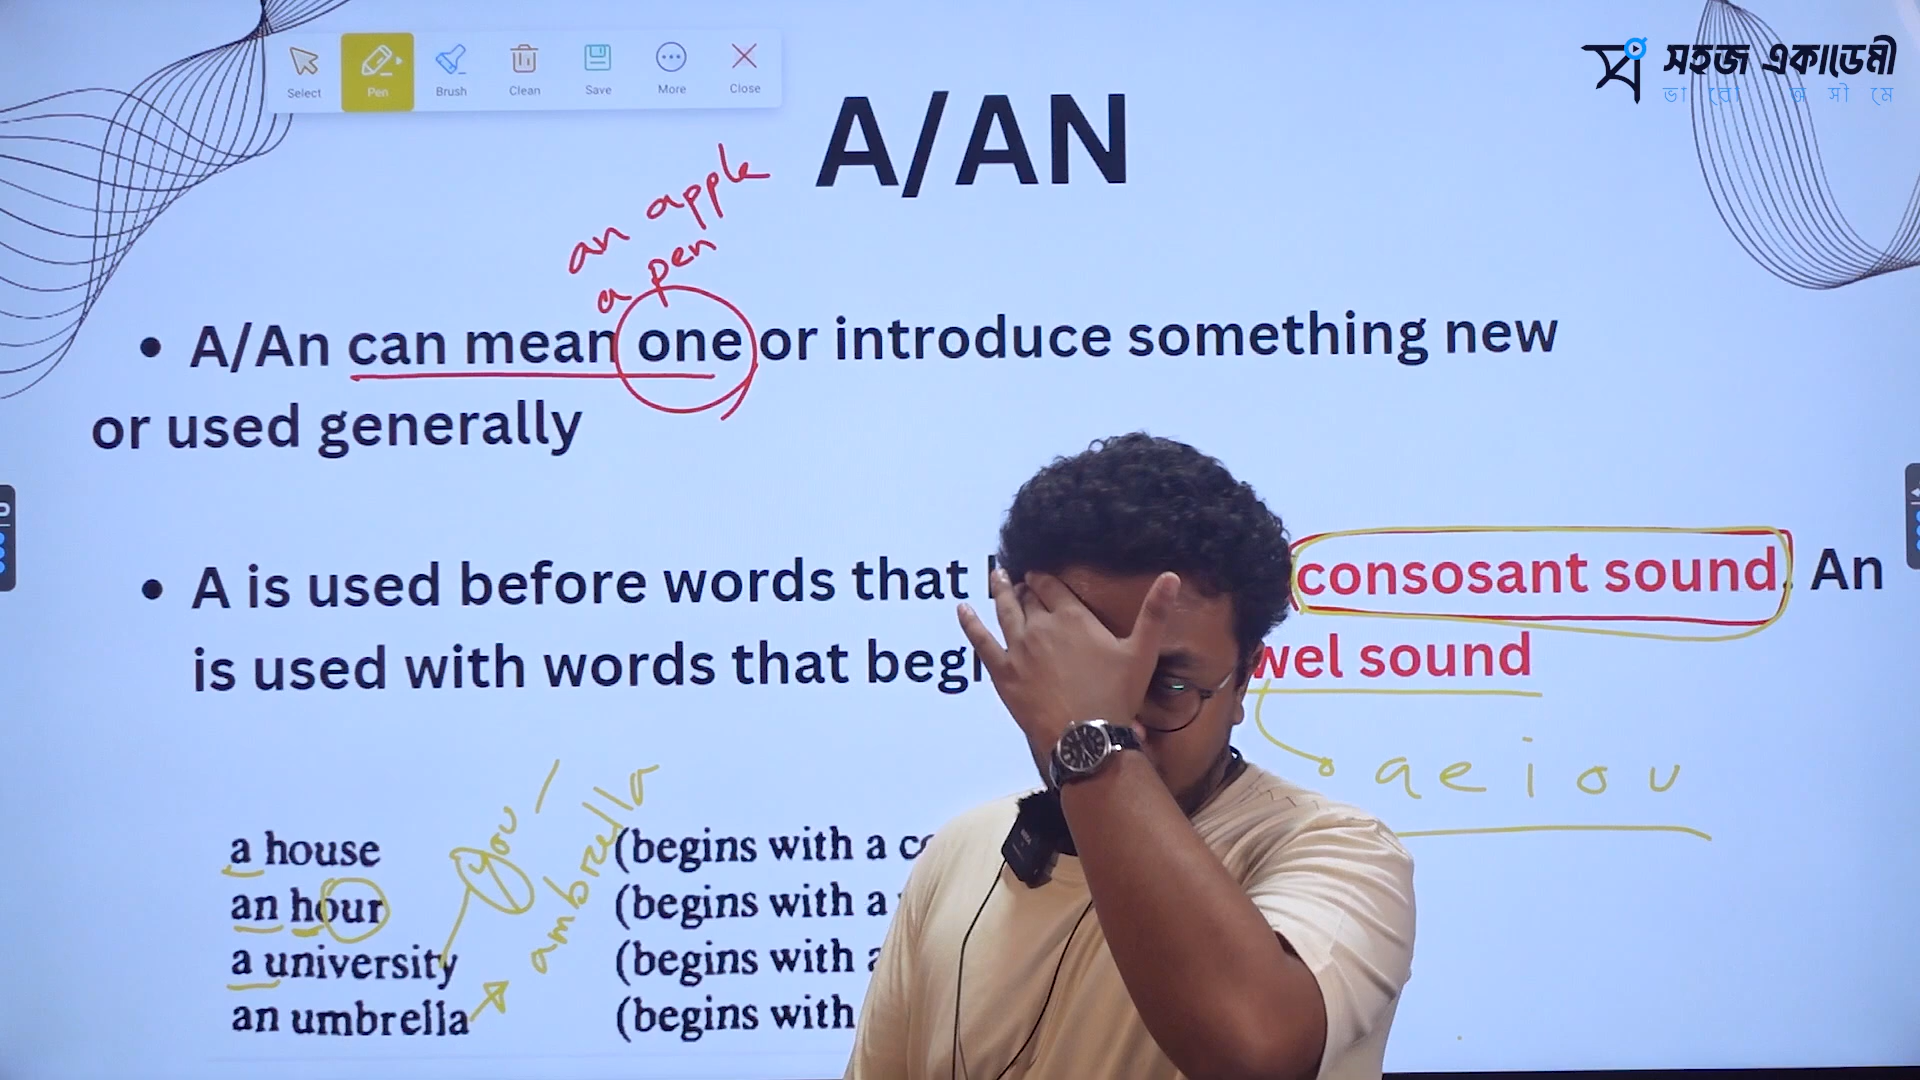 Select Pen Brush Clean Save More Close
সহজ একাডেমী
ভা রো অ সী মে
A/AN
an apple
a pen
• A/An can mean one or introduce something new
or used generally
• A is used before words that consosant sound. An
is used with words that begi wel sound
a e i o u
you
ambrella
a house (begins with a
an hour (begins with a
a university (begins with a
an umbrella (begins with